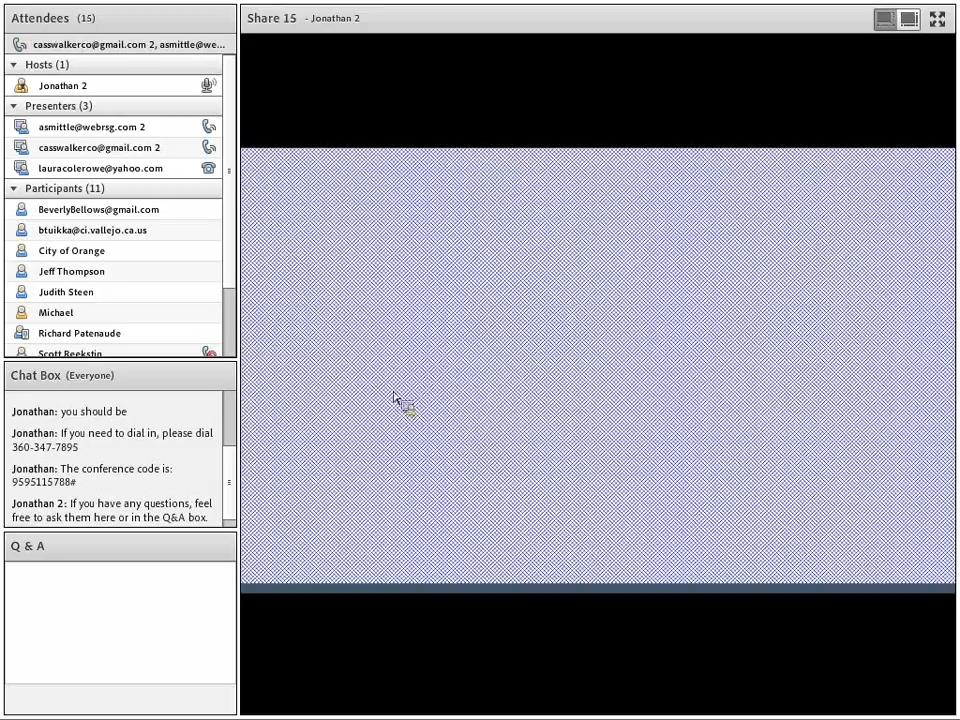 Attendees (15)
casswalkerco@gmail.com 2, asmittle@we...
Hosts (1)
Jonathan 2
Presenters (3)
asmittle@webrsg.com 2
casswalkerco@gmail.com 2
lauracolerowe@yahoo.com
Participants (11)
BeverlyBellows@gmail.com
btuikka@ci.vallejo.ca.us
City of Orange
Jeff Thompson
Judith Steen
Michael
Richard Patenaude
Scott Reekstin
Chat Box (Everyone)
Jonathan: you should be
Jonathan: If you need to dial in, please dial
360-347-7895
Jonathan: The conference code is:
9595115788#
Jonathan 2: If you have any questions, feel
free to ask them here or in the Q&A box.
Q & A
Share 15 - Jonathan 2